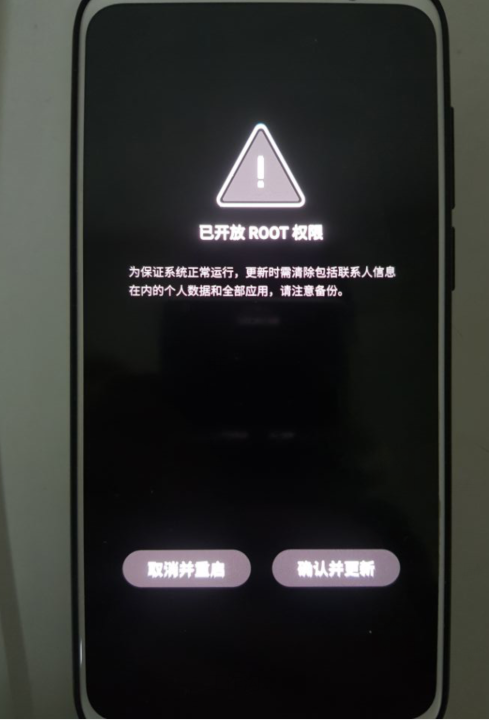 已开放 ROOT 权限
为保证系统正常运行，更新时需清除包括联系人信息
在内的个人数据和全部应用，请注意备份。
取消并重启
确认并更新